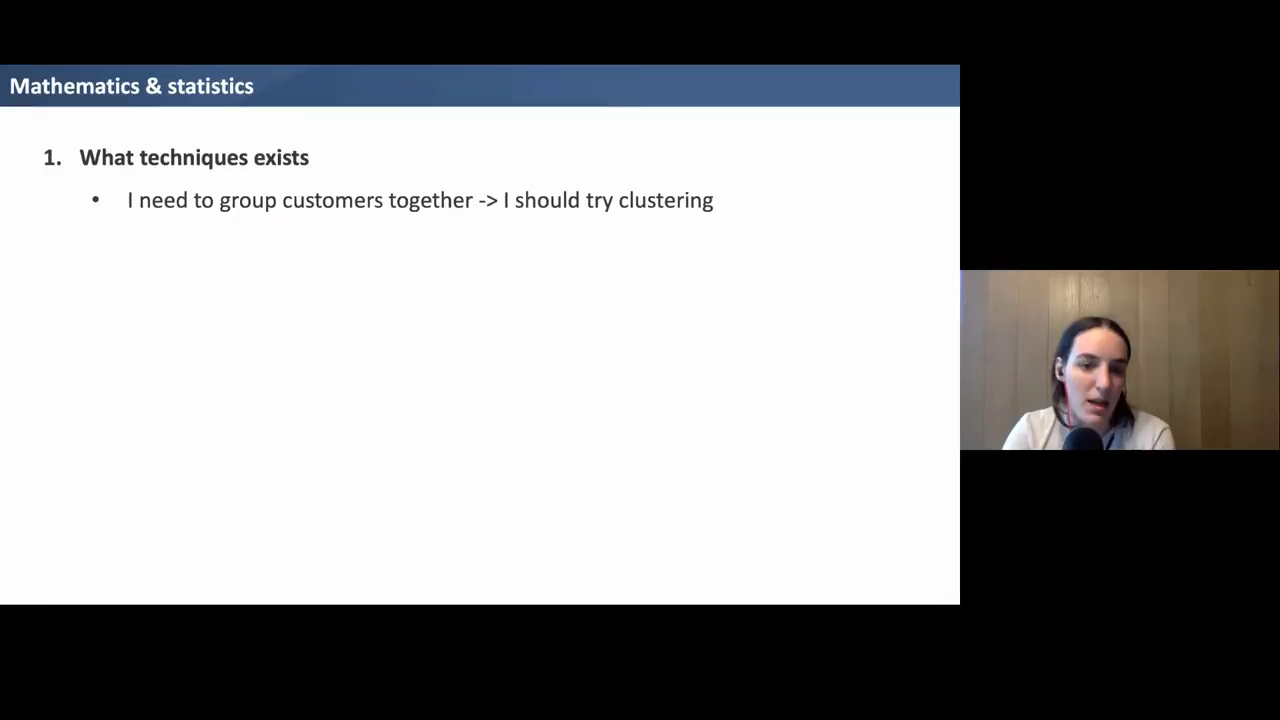 Mathematics & statistics
1. What techniques exists
• I need to group customers together -> I should try clustering